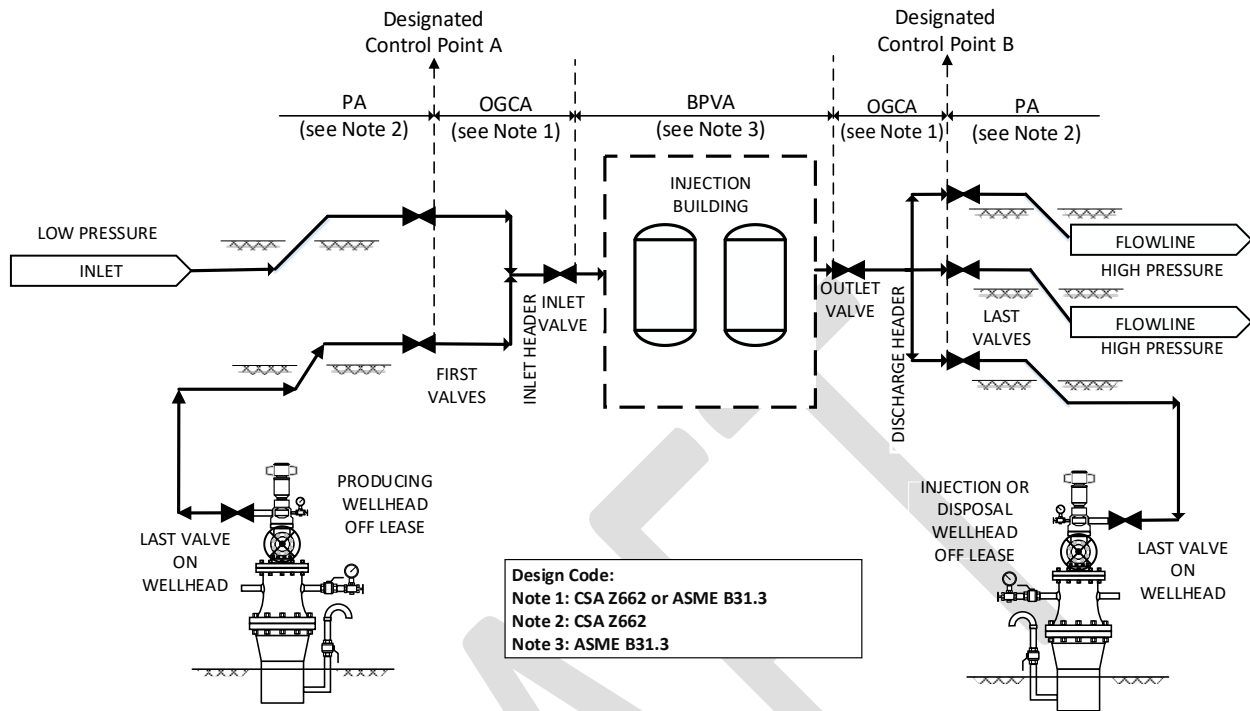 Designated
Control Point A
Designated
Control Point B
PA
(see Note 2)
OGCA
(see Note 1)
BPVA
(see Note 3)
OGCA
(see Note 1)
PA
(see Note 2)
INJECTION
BUILDING
LOW PRESSURE
INLET
INLET
VALVE
INLET HEADER
FIRST
VALVES
OUTLET
VALVE
DISCHARGE HEADER
LAST
VALVES
FLOWLINE
HIGH PRESSURE
FLOWLINE
HIGH PRESSURE
PRODUCING
WELLHEAD
OFF LEASE
LAST VALVE
ON
WELLHEAD
INJECTION OR
DISPOSAL
WELLHEAD
OFF LEASE
LAST VALVE
ON
WELLHEAD
Design Code:
Note 1: CSA Z662 or ASME B31.3
Note 2: CSA Z662
Note 3: ASME B31.3